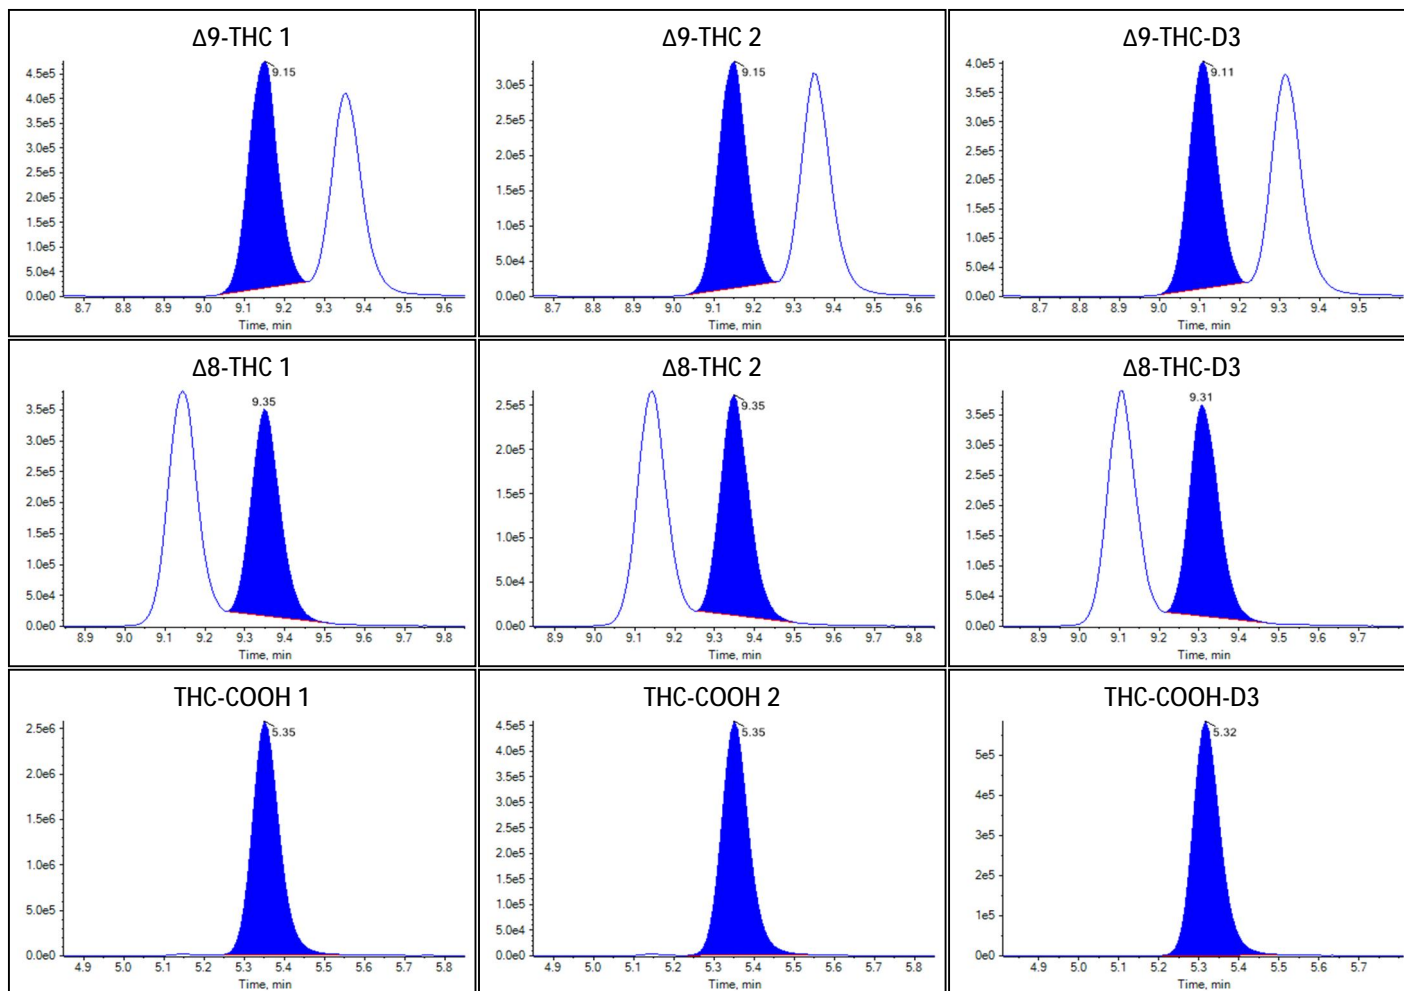 Δ9-THC 1
4.5e5
4.0e5
3.5e5
3.0e5
2.5e5
2.0e5
1.5e5
1.0e5
5.0e4
0.0e0
9.15
8.7 8.8 8.9 9.0 9.1 9.2 9.3 9.4 9.5 9.6
Time, min
Δ9-THC 2
3.0e5
2.5e5
2.0e5
1.5e5
1.0e5
5.0e4
0.0e0
9.15
8.7 8.8 8.9 9.0 9.1 9.2 9.3 9.4 9.5 9.6
Time, min
Δ9-THC-D3
4.0e5
3.5e5
3.0e5
2.5e5
2.0e5
1.5e5
1.0e5
5.0e4
0.0e0
9.11
8.7 8.8 8.9 9.0 9.1 9.2 9.3 9.4 9.5
Time, min
Δ8-THC 1
3.5e5
3.0e5
2.5e5
2.0e5
1.5e5
1.0e5
5.0e4
0.0e0
9.35
8.9 9.0 9.1 9.2 9.3 9.4 9.5 9.6 9.7 9.8
Time, min
Δ8-THC 2
2.5e5
2.0e5
1.5e5
1.0e5
5.0e4
0.0e0
9.35
8.9 9.0 9.1 9.2 9.3 9.4 9.5 9.6 9.7 9.8
Time, min
Δ8-THC-D3
3.5e5
3.0e5
2.5e5
2.0e5
1.5e5
1.0e5
5.0e4
0.0e0
9.31
8.9 9.0 9.1 9.2 9.3 9.4 9.5 9.6 9.7
Time, min
THC-COOH 1
2.5e6
2.0e6
1.5e6
1.0e6
5.0e5
0.0e0
5.35
4.9 5.0 5.1 5.2 5.3 5.4 5.5 5.6 5.7 5.8
Time, min
THC-COOH 2
4.5e5
4.0e5
3.5e5
3.0e5
2.5e5
2.0e5
1.5e5
1.0e5
5.0e4
0.0e0
5.35
4.9 5.0 5.1 5.2 5.3 5.4 5.5 5.6 5.7 5.8
Time, min
THC-COOH-D3
5e5
4e5
3e5
2e5
1e5
0e0
5.32
4.9 5.0 5.1 5.2 5.3 5.4 5.5 5.6 5.7
Time, min